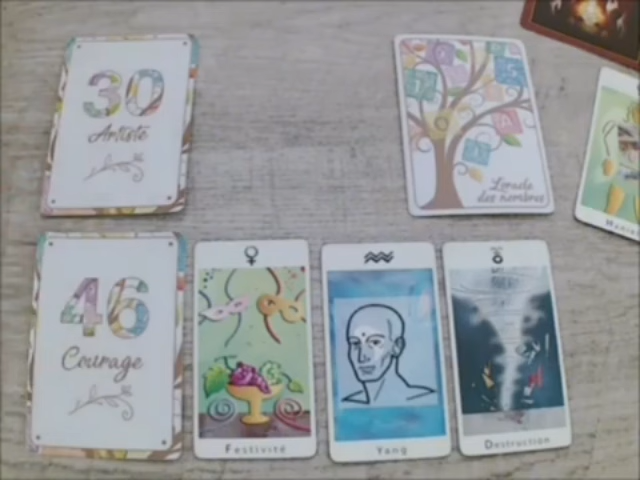 30
Artiste
L'oracle
des nombres
46
Courage
Festivité
Yang
Destruction